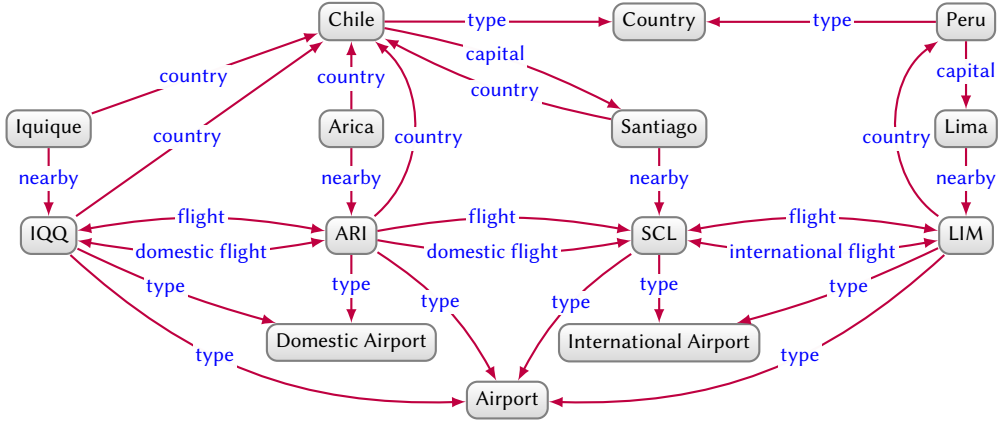 Chile type Country type Peru
capital capital
country country country
Iquique Arica Santiago Lima
country country country
nearby nearby nearby nearby
flight flight flight
IQQ ARI SCL LIM
domestic flight domestic flight international flight
type type type type
type type
Domestic Airport International Airport
type type
Airport